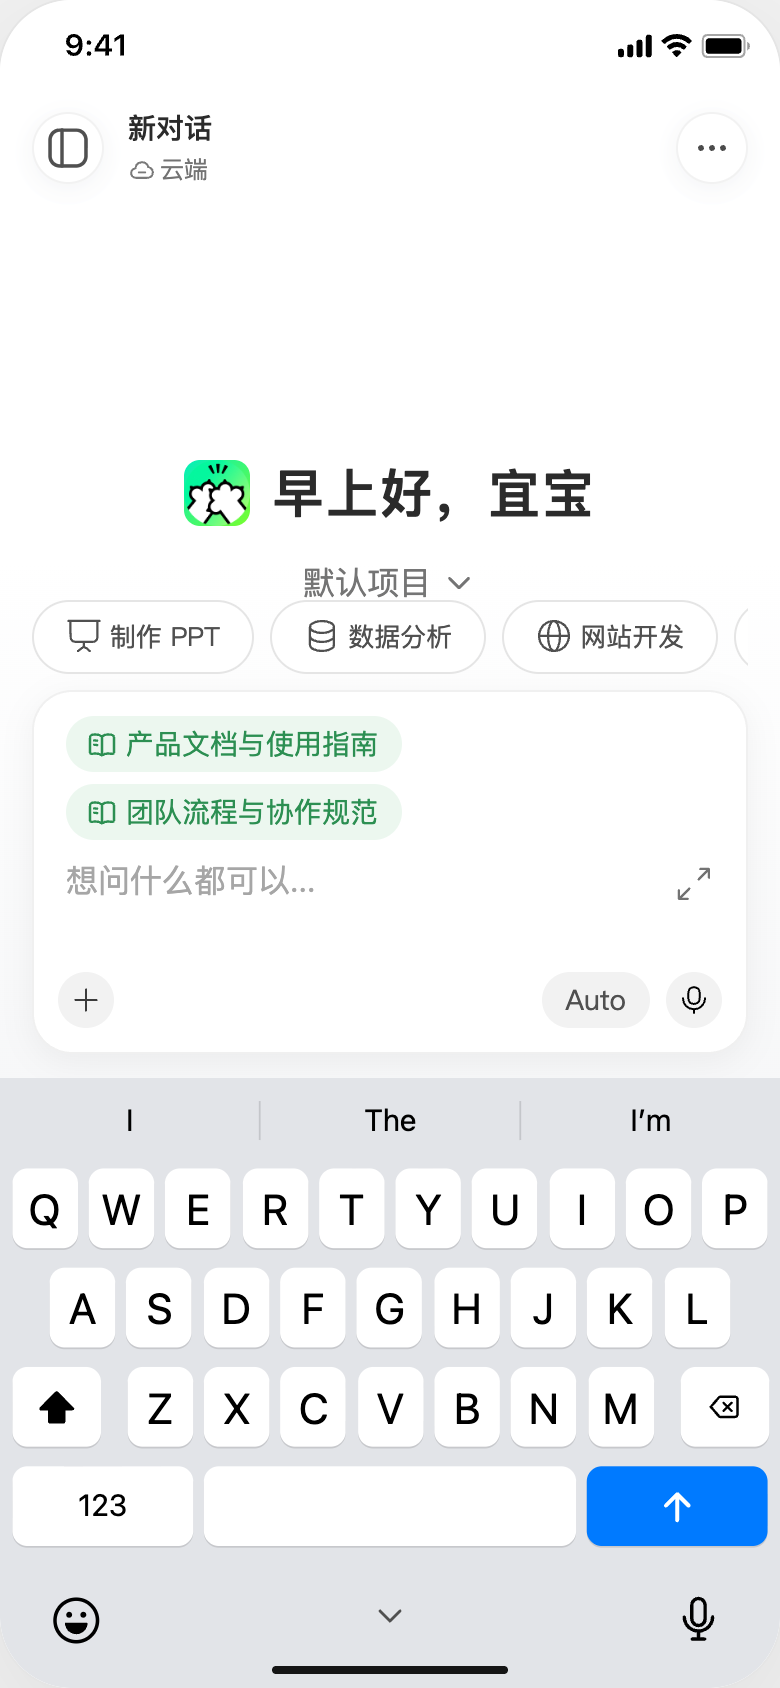 9:41
新对话
云端
早上好，宜宝
默认项目
制作 PPT 数据分析 网站开发
产品文档与使用指南
团队流程与协作规范
想问什么都可以...
Auto
I The I’m
Q W E R T Y U I O P
A S D F G H J K L
Z X C V B N M
123